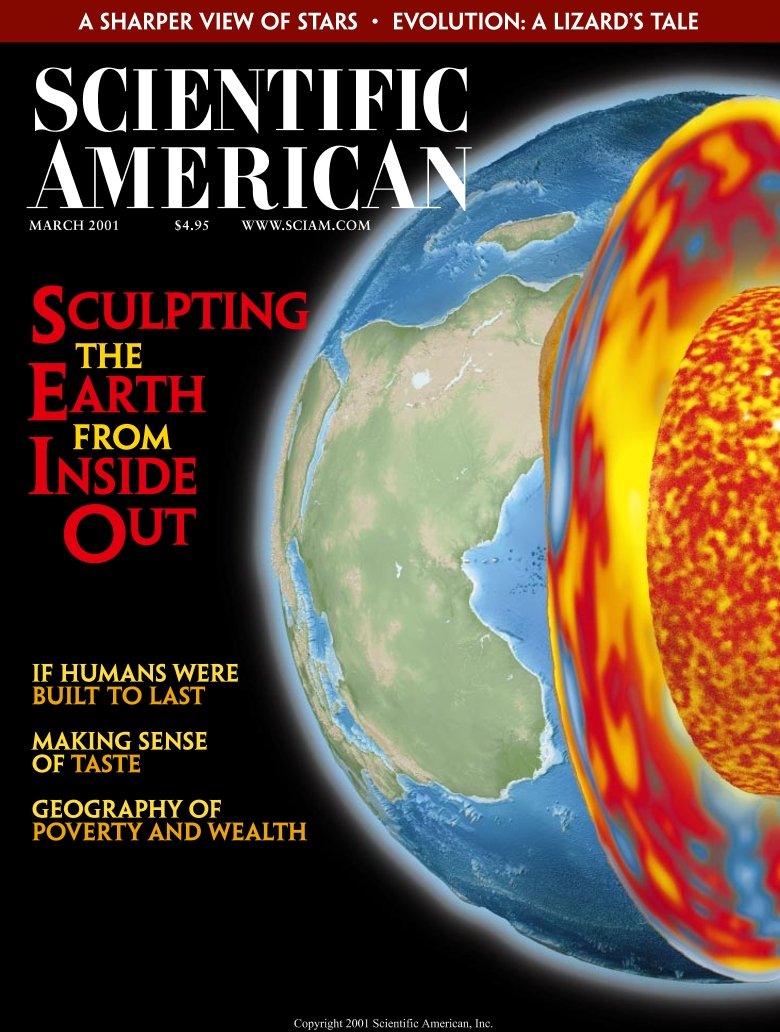 A SHARPER VIEW OF STARS • EVOLUTION: A LIZARD'S TALE
SCIENTIFIC
AMERICAN
MARCH 2001 $4.95 WWW.SCIAM.COM
SCULPTING
THE
EARTH
FROM
INSIDE
OUT
IF HUMANS WERE
BUILT TO LAST
MAKING SENSE
OF TASTE
GEOGRAPHY OF
POVERTY AND WEALTH
Copyright 2001 Scientific American, Inc.